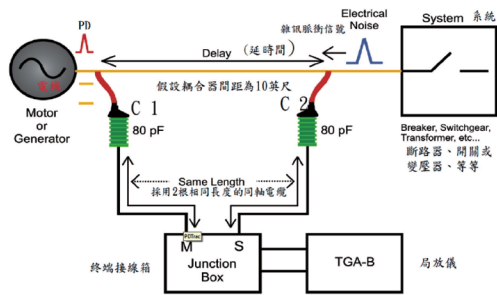 PD
Delay (延時間)
雜訊脈衝信號
Electrical
Noise
System 系統
假設耦合器間距為10英尺
Motor
or
Generator
C 1
80 pF
C 2
80 pF
Breaker, Switchgear,
Transformer, etc...
斷路器、開關或
變壓器、等等
Same Length
採用2根相同長度的同軸電纜
PDTrac
M
S
Junction
Box
終端接線箱
TGA-B
局放儀